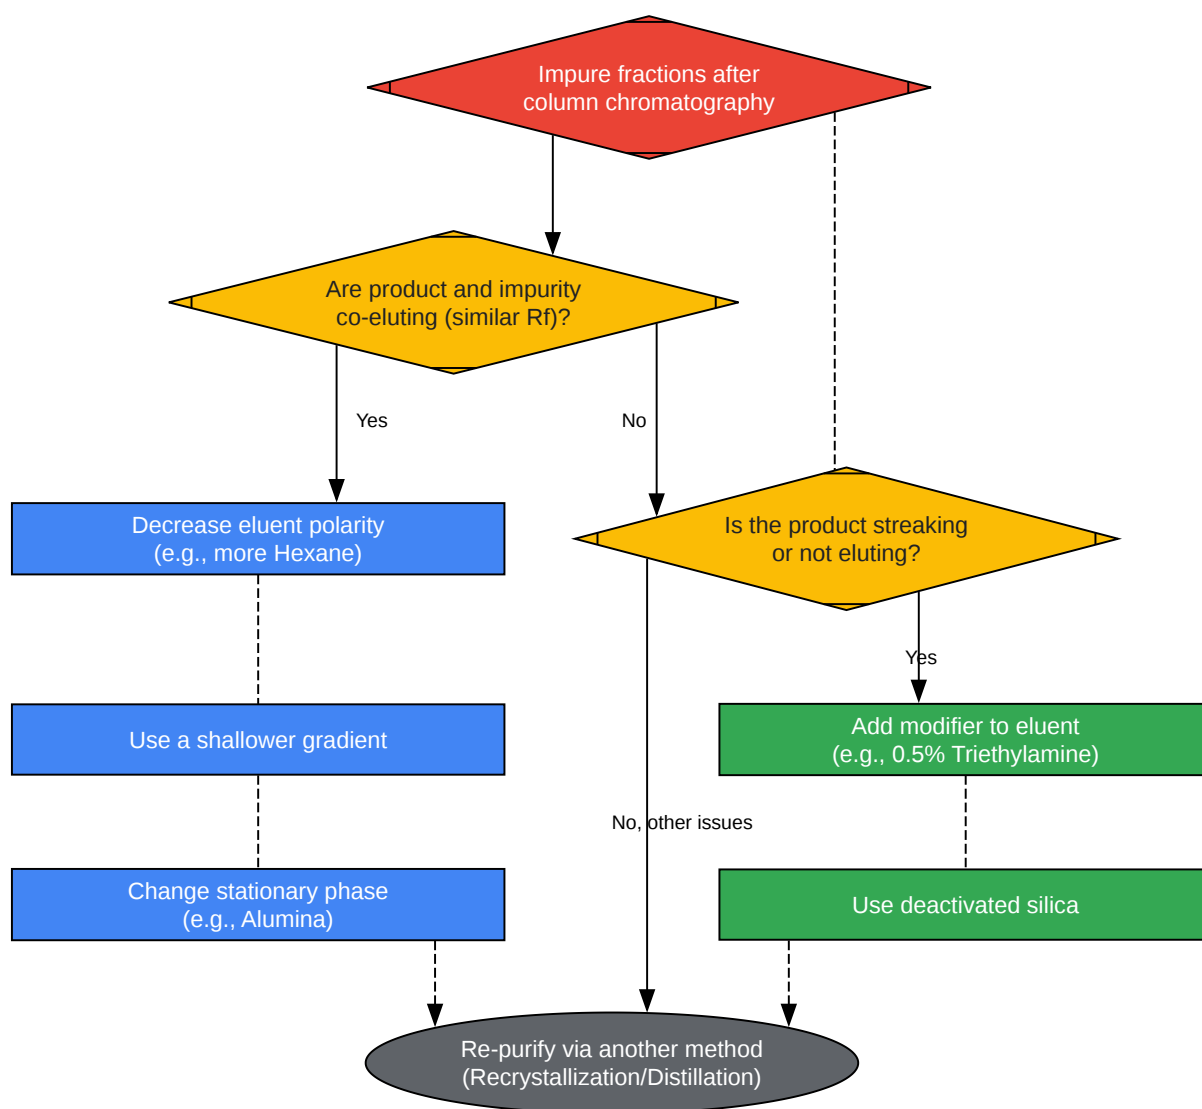 Impure fractions after
column chromatography
Are product and impurity
co-eluting (similar Rf)?
Yes
No
Decrease eluent polarity
(e.g., more Hexane)
Is the product streaking
or not eluting?
Yes
Use a shallower gradient
Add modifier to eluent
(e.g., 0.5% Triethylamine)
No, other issues
Change stationary phase
(e.g., Alumina)
Use deactivated silica
Re-purify via another method
(Recrystallization/Distillation)